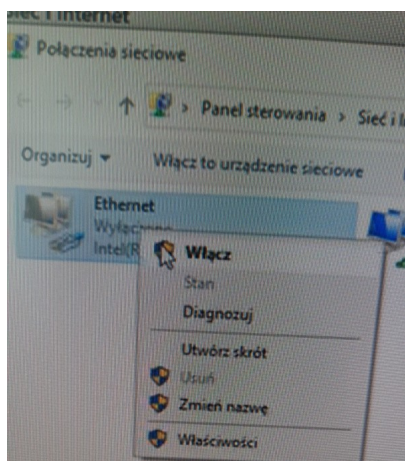 Sieć i Internet
Połączenia sieciowe
Panel sterowania > Sieć i
Organizuj Włącz to urządzenie sieciowe
Ethernet
Intel(R
Włącz
Stan
Diagnozuj
Utwórz skrót
Usuń
Zmień nazwę
Właściwości